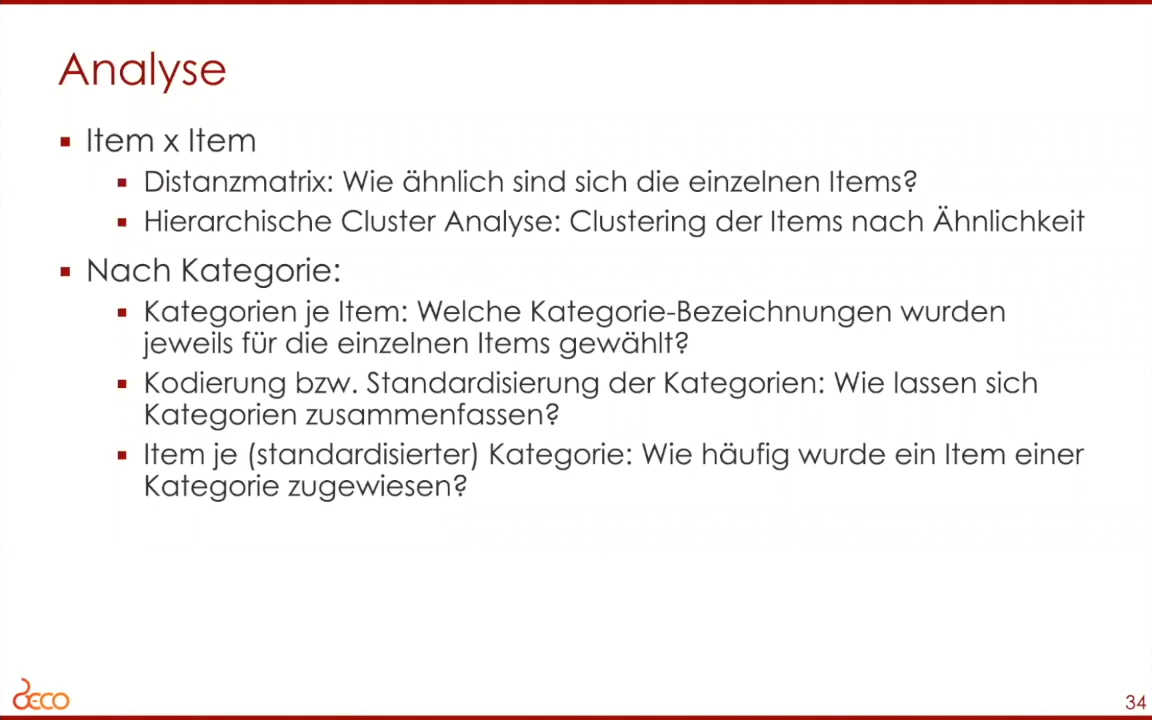 Analyse
▪ Item x Item
▪ Distanzmatrix: Wie ähnlich sind sich die einzelnen Items?
▪ Hierarchische Cluster Analyse: Clustering der Items nach Ähnlichkeit
▪ Nach Kategorie:
▪ Kategorien je Item: Welche Kategorie-Bezeichnungen wurden
jeweils für die einzelnen Items gewählt?
▪ Kodierung bzw. Standardisierung der Kategorien: Wie lassen sich
Kategorien zusammenfassen?
▪ Item je (standardisierter) Kategorie: Wie häufig wurde ein Item einer
Kategorie zugewiesen?
OECO
34